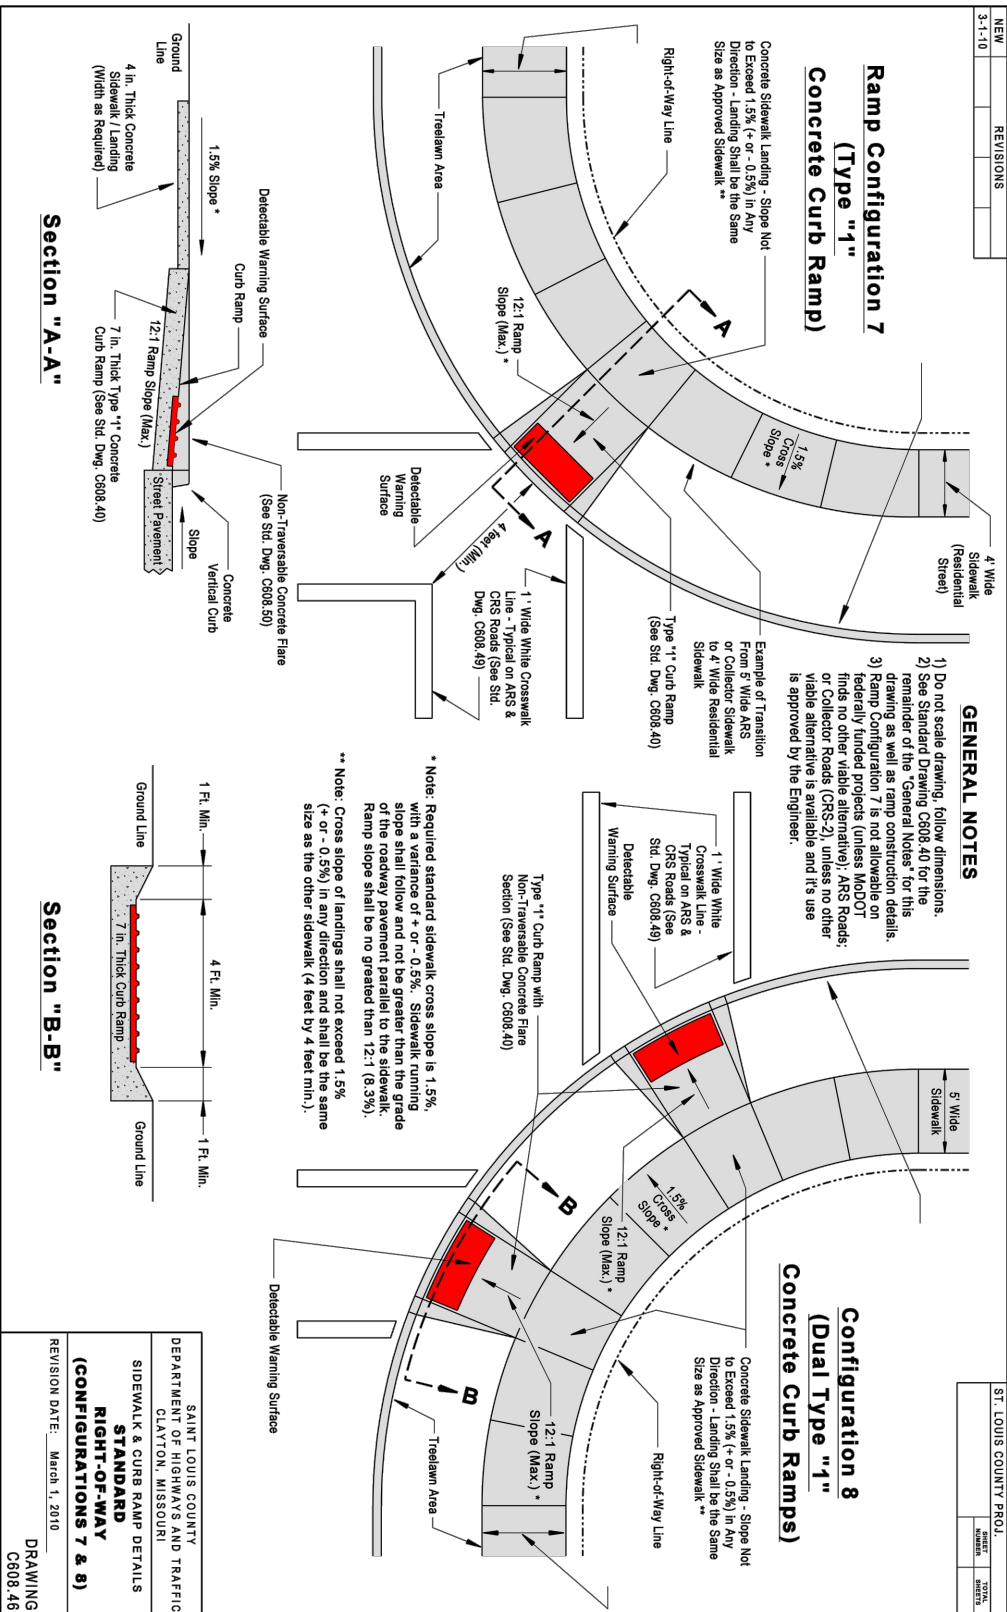 NEW
3-1-10
REVISIONS
ST. LOUIS COUNTY PROJ.
SHEET
NUMBER
TOTAL
SHEETS
Ramp Configuration 7
(Type "1"
Concrete Curb Ramp)
Concrete Sidewalk Landing - Slope Not
to Exceed 1.5% (+ or - 0.5%) in Any
Direction - Landing Shall be the Same
Size as Approved Sidewalk **
Right-of-Way Line
Treelawn Area
4' Wide
Sidewalk
(Residential
Street)
1.5%
Cross
Slope *
12:1 Ramp
Slope (Max.) *
A
A
Example of Transition
From 5' Wide ARS
or Collector Sidewalk
to 4' Wide Residential
Sidewalk
Type "1" Curb Ramp
(See Std. Dwg. C608.40)
Detectable
Warning
Surface
4 feet (Min.)
1 ' Wide White Crosswalk
Line - Typical on ARS &
CRS Roads (See Std.
Dwg. C608.49)
Ground
Line
4 in. Thick Concrete
Sidewalk / Landing
(Width as Required)
1.5% Slope *
Detectable Warning Surface
Curb Ramp
12:1 Ramp Slope (Max.)
7 in. Thick Type "1" Concrete
Curb Ramp (See Std. Dwg. C608.40)
Non-Traversable Concrete Flare
(See Std. Dwg. C608.50)
Concrete
Vertical Curb
Slope
Street Pavement
Section "A-A"
GENERAL NOTES
1) Do not scale drawing, follow dimensions.
2) See Standard Drawing C608.40 for the
remainder of the "General Notes" for this
drawing as well as ramp construction details.
3) Ramp Configuration 7 is not allowable on
federally funded projects (unless MoDOT
finds no other viable alternative); ARS Roads;
or Collector Roads (CRS-2), unless no other
viable alternative is available and it's use
is approved by the Engineer.
Configuration 8
(Dual Type "1"
Concrete Curb Ramps)
5' Wide
Sidewalk
1 ' Wide White
Crosswalk Line -
Typical on ARS &
CRS Roads (See
Std. Dwg. C608.49)
Detectable
Warning Surface
Type "1" Curb Ramp with
Non-Traversable Concrete Flare
Section (See Std. Dwg. C608.40)
1.5%
Cross
Slope *
12:1 Ramp
Slope (Max.) *
B
B
12:1 Ramp
Slope (Max.) *
Concrete Sidewalk Landing - Slope Not
to Exceed 1.5% (+ or - 0.5%) in Any
Direction - Landing Shall be the Same
Size as Approved Sidewalk **
Right-of-Way Line
Treelawn Area
Detectable Warning Surface
* Note: Required standard sidewalk cross slope is 1.5%,
with a variance of + or - 0.5%. Sidewalk running
slope shall follow and not be greater than the grade
of the roadway pavement parallel to the sidewalk.
Ramp slope shall be no greated than 12:1 (8.3%).
** Note: Cross slope of landings shall not exceed 1.5%
(+ or - 0.5%) in any direction and shall be the same
size as the other sidewalk (4 feet by 4 feet min.).
1 Ft. Min.
4 Ft. Min.
1 Ft. Min.
Ground Line
Ground Line
7 in. Thick Curb Ramp
Section "B-B"
SAINT LOUIS COUNTY
DEPARTMENT OF HIGHWAYS AND TRAFFIC
CLAYTON, MISSOURI
SIDEWALK & CURB RAMP DETAILS
STANDARD
RIGHT-OF-WAY
(CONFIGURATIONS 7 & 8)
REVISION DATE: March 1, 2010
DRAWING
C608.46